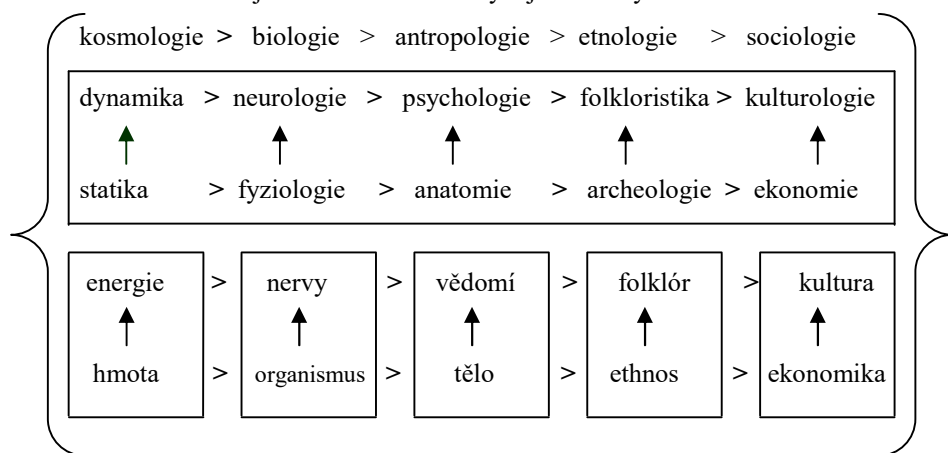 kosmologie > biologie > antropologie > etnologie > sociologie
dynamika > neurologie > psychologie > folkloristika > kulturologie
statika > fyziologie > anatomie > archeologie > ekonomie
energie > nervy > vědomí > folklór > kultura
hmota > organismus > tělo > ethnos > ekonomika